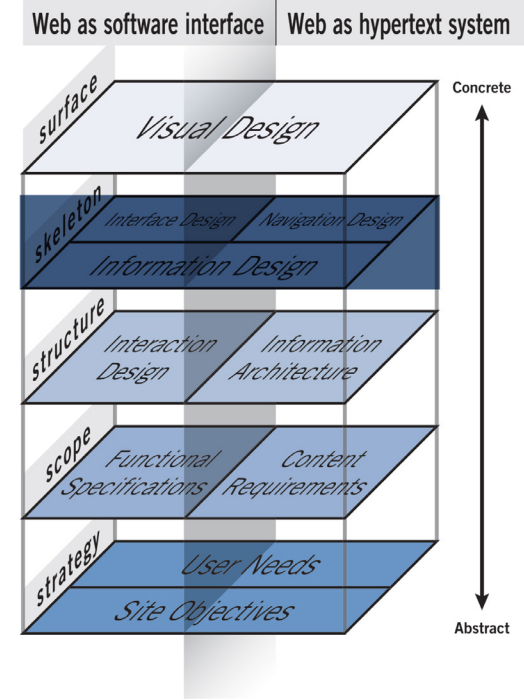 Web as software interface
Web as hypertext system
Concrete
surface
Visual Design
skeleton
Interface Design
Navigation Design
Information Design
structure
Interaction
Design
Information
Architecture
scope
Functional
Specifications
Content
Requirements
strategy
User Needs
Site Objectives
Abstract